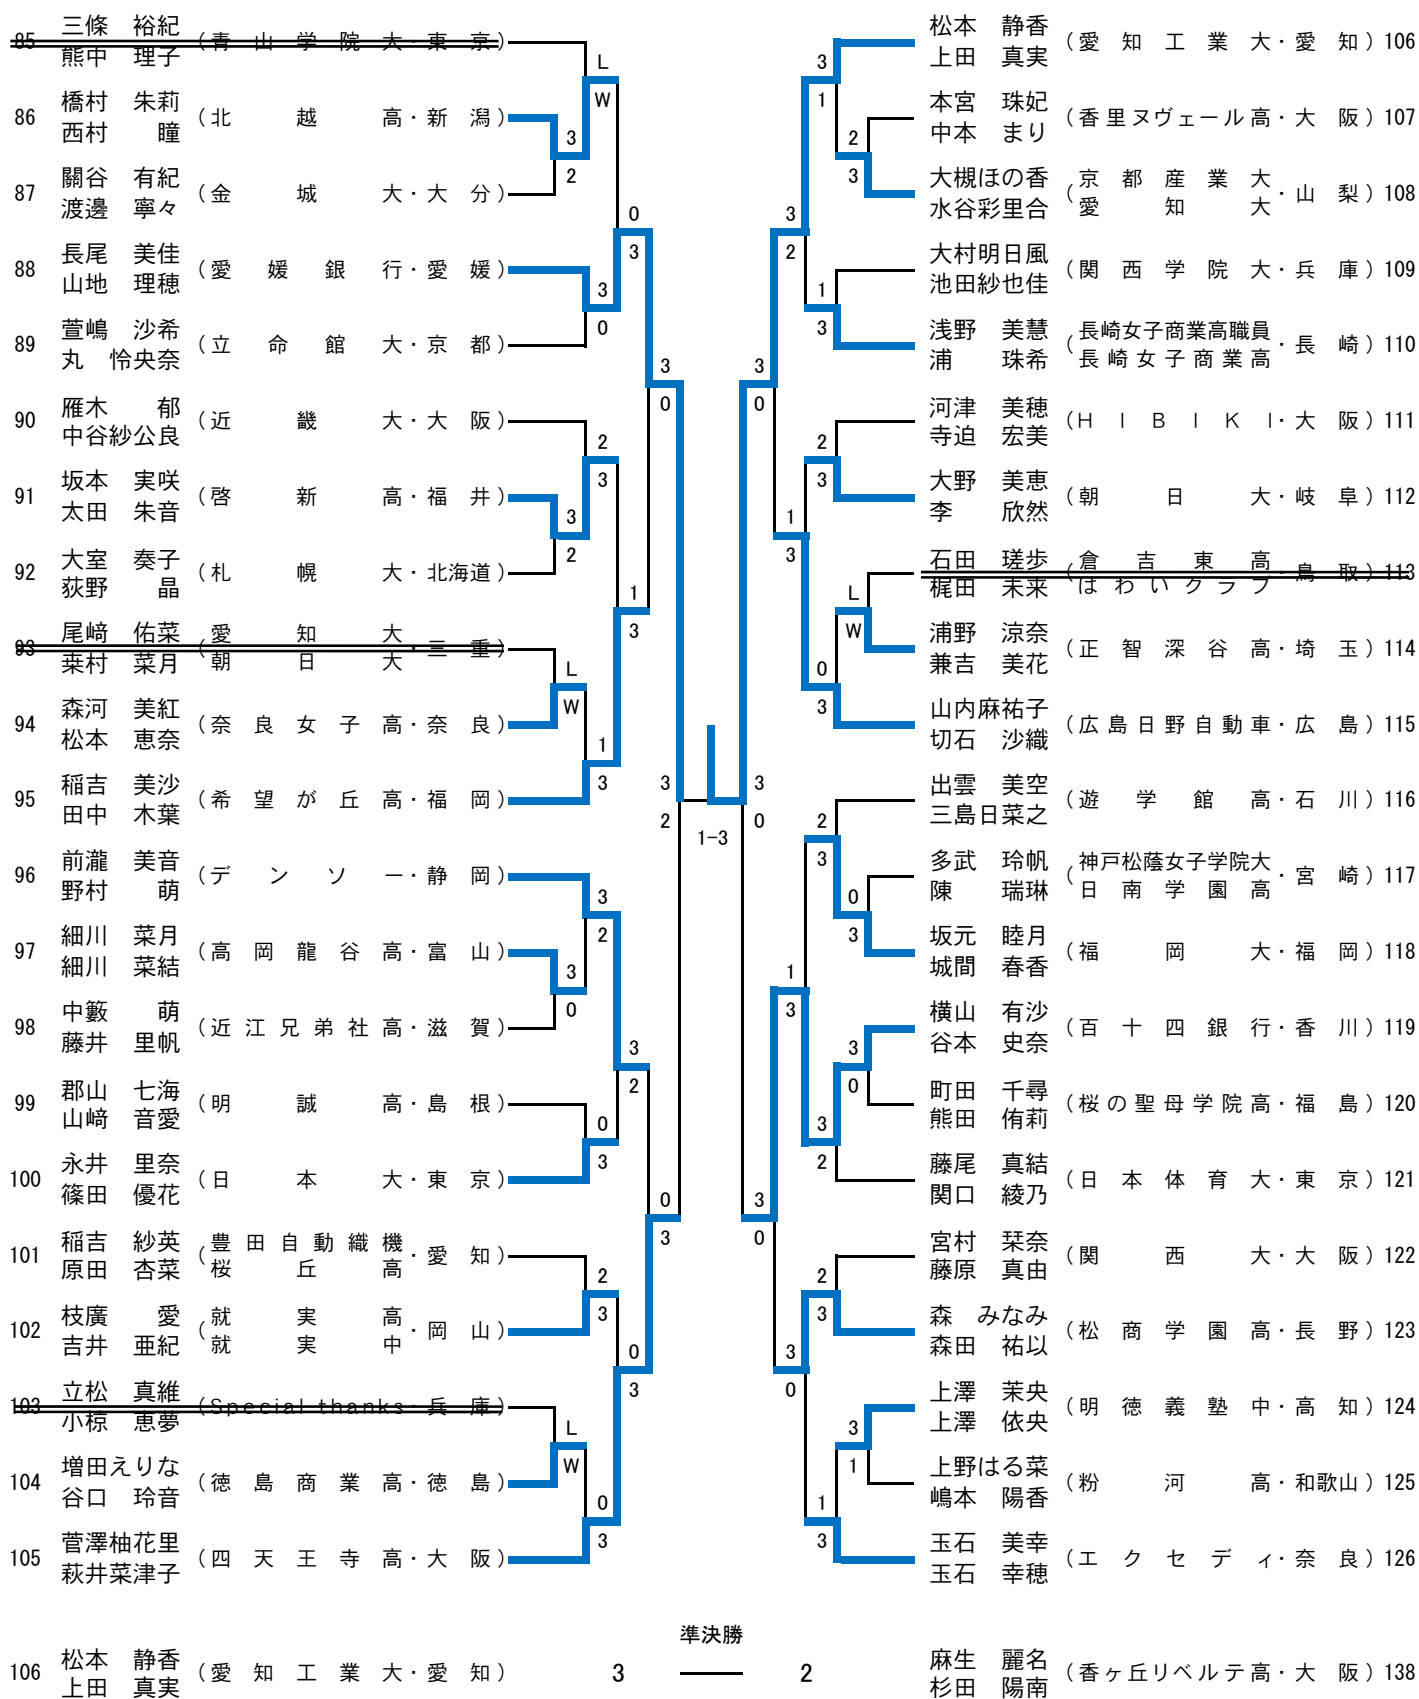 三條　裕紀
85 (青山学院大・東京)
熊中　理子
橋村　朱莉
86 (北越高・新潟)
西村　瞳
關谷　有紀
87 (金城大・大分)
渡邊　寧々
長尾　美佳
88 (愛媛銀行・愛媛)
山地　理穂
萱嶋　沙希
89 (立命館大・京都)
丸　怜央奈
雁木　郁
90 (近畿大・大阪)
中谷紗公良
坂本　実咲
91 (啓新高・福井)
太田　朱音
大室　奏子
92 (札幌大・北海道)
荻野　晶
尾﨑　佑菜 愛知大
93 (・三重)
桒村　菜月 朝日大
森河　美紅
94 (奈良女子高・奈良)
松本　恵奈
稲吉　美沙
95 (希望が丘高・福岡)
田中　木葉
前瀧　美音
96 (デンソー・静岡)
野村　萌
細川　菜月
97 (高岡龍谷高・富山)
細川　菜結
中籔　萌
98 (近江兄弟社高・滋賀)
藤井　里帆
郡山　七海
99 (明誠高・島根)
山﨑　音愛
永井　里奈
100 (日本大・東京)
篠田　優花
稲吉　紗英 豊田自動織機
101 (・愛知)
原田　杏菜 桜丘高
枝廣　愛 就実高
102 (・岡山)
吉井　亜紀 就実中
立松　真維
103 (Special thanks・兵庫)
小椋　恵夢
増田えりな
104 (徳島商業高・徳島)
谷口　玲音
菅澤柚花里
105 (四天王寺高・大阪)
萩井菜津子
L
W
3
2
0
3
3
0
3
0
2
3
3
2
1
3
L
W
1
3
3
2
3
2
3
0
3
2
0
3
0
3
2
3
0
3
L
W
0
3
1-3
松本　静香
(愛知工業大・愛知) 106
上田　真実
本宮　珠妃
(香里ヌヴェール高・大阪) 107
中本　まり
大槻ほの香 京都産業大
(・山梨) 108
水谷彩里合 愛知大
大村明日風
(関西学院大・兵庫) 109
池田紗也佳
浅野　美慧 長崎女子商業高職員
(・長崎) 110
浦　珠希 長崎女子商業高
河津　美穂
(HIBIKI・大阪) 111
寺迫　宏美
大野　美恵
(朝日大・岐阜) 112
李　欣然
石田　瑳歩 倉吉東高
(・鳥取) 113
梶田　未来 はわいクラブ
浦野　涼奈
(正智深谷高・埼玉) 114
兼吉　美花
山内麻祐子
(広島日野自動車・広島) 115
切石　沙織
出雲　美空
(遊学館高・石川) 116
三島日菜之
多武　玲帆 神戸松蔭女子学院大
(・宮崎) 117
陳　瑞琳 日南学園高
坂元　睦月
(福岡大・福岡) 118
城間　春香
横山　有沙
(百十四銀行・香川) 119
谷本　史奈
町田　千尋
(桜の聖母学院高・福島) 120
熊田　侑莉
藤尾　真結
(日本体育大・東京) 121
関口　綾乃
宮村　栞奈
(関西大・大阪) 122
藤原　真由
森　みなみ
(松商学園高・長野) 123
森田　祐以
上澤　茉央
(明徳義塾中・高知) 124
上澤　依央
上野はる菜
(粉河高・和歌山) 125
嶋本　陽香
玉石　美幸
(エクセディ・奈良) 126
玉石　幸穂
3
1
2
3
3
2
1
3
3
0
2
3
1
3
L
W
0
3
3
0
2
3
0
3
1
3
3
0
3
2
3
0
2
3
3
0
3
1
1
3
準決勝
松本　静香
106 (愛知工業大・愛知)
上田　真実
3 — 2
麻生　麗名
(香ヶ丘リベルテ高・大阪) 138
杉田　陽南